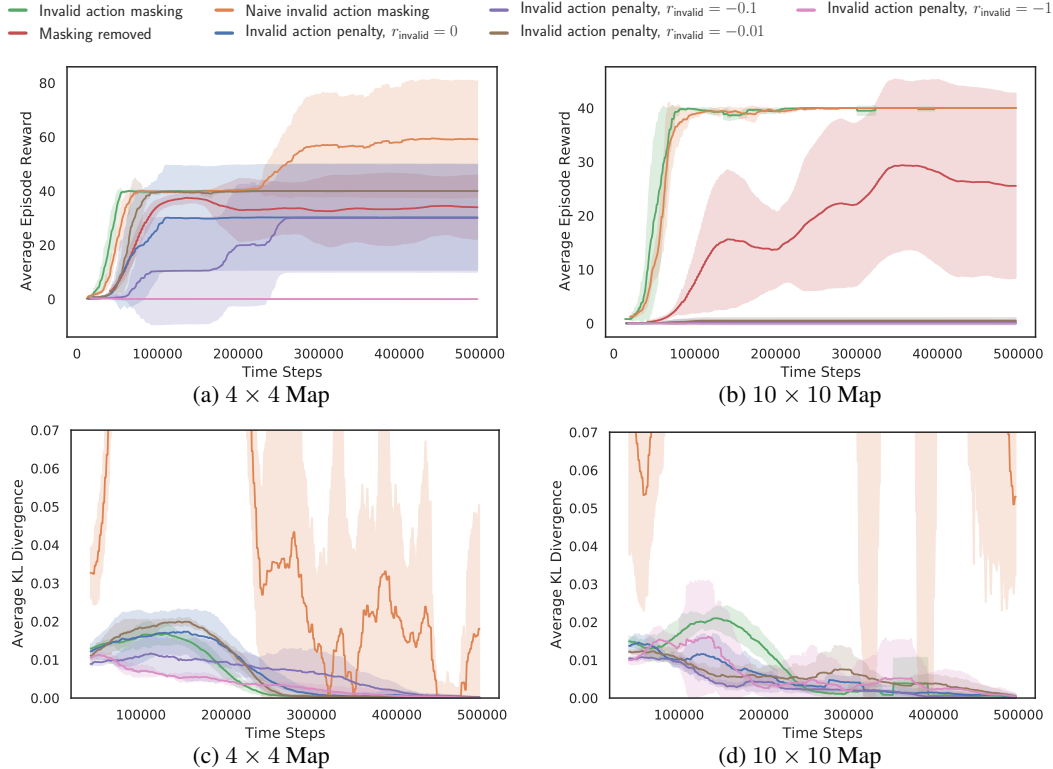 Invalid action masking
Naive invalid action masking
Invalid action penalty, r_invalid = −0.1
Invalid action penalty, r_invalid = −1
Masking removed
Invalid action penalty, r_invalid = 0
Invalid action penalty, r_invalid = −0.01
80
60
40
20
0
Average Episode Reward
0 100000 200000 300000 400000 500000
Time Steps
(a) 4 × 4 Map
40
30
20
10
0
Average Episode Reward
0 100000 200000 300000 400000 500000
Time Steps
(b) 10 × 10 Map
0.07
0.06
0.05
0.04
0.03
0.02
0.01
0.00
Average KL Divergence
100000 200000 300000 400000 500000
Time Steps
(c) 4 × 4 Map
0.07
0.06
0.05
0.04
0.03
0.02
0.01
0.00
Average KL Divergence
100000 200000 300000 400000 500000
Time Steps
(d) 10 × 10 Map